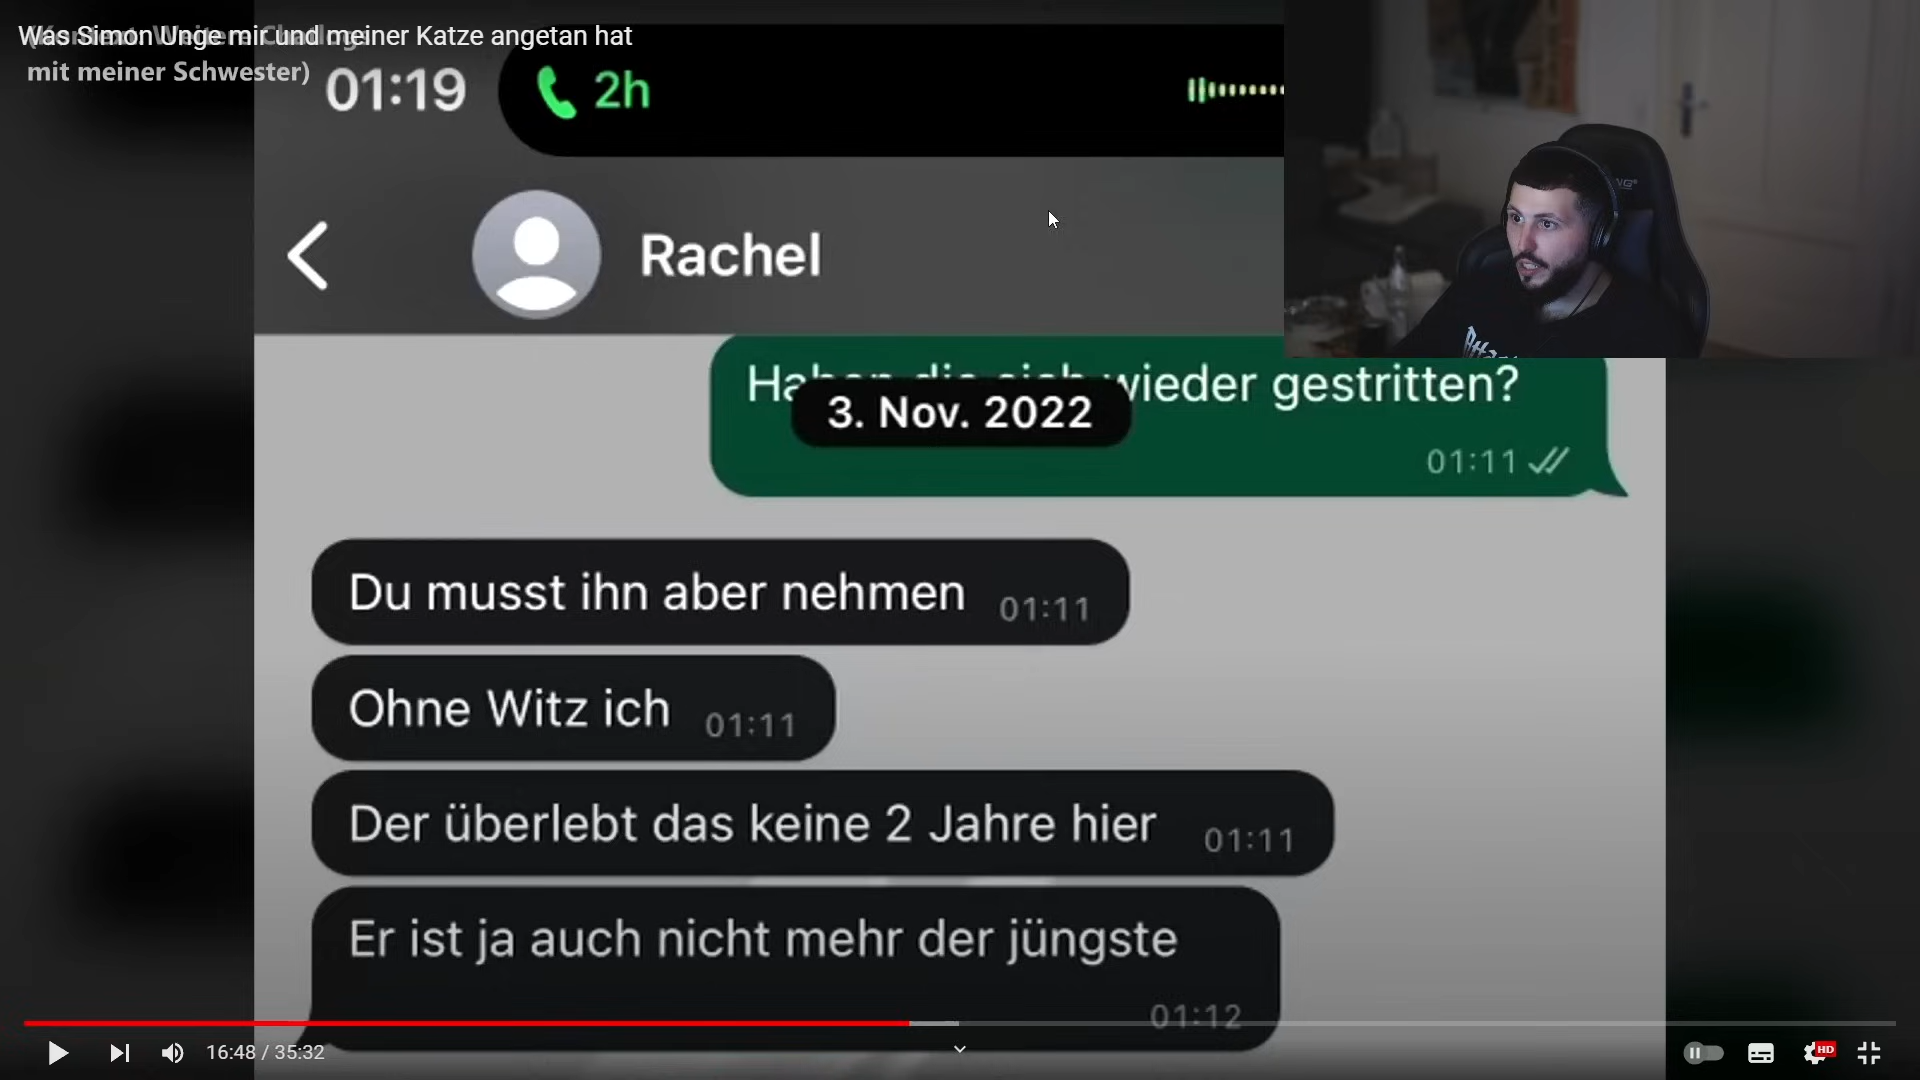 Was Simon Unge mir und meiner Katze angetan hat
mit meiner Schwester)
01:19
2h
Rachel
wieder gestritten?
3. Nov. 2022
01:11
Du musst ihn aber nehmen 01:11
Ohne Witz ich 01:11
Der überlebt das keine 2 Jahre hier 01:11
Er ist ja auch nicht mehr der jüngste
01:12
16:48 / 35:32
HD